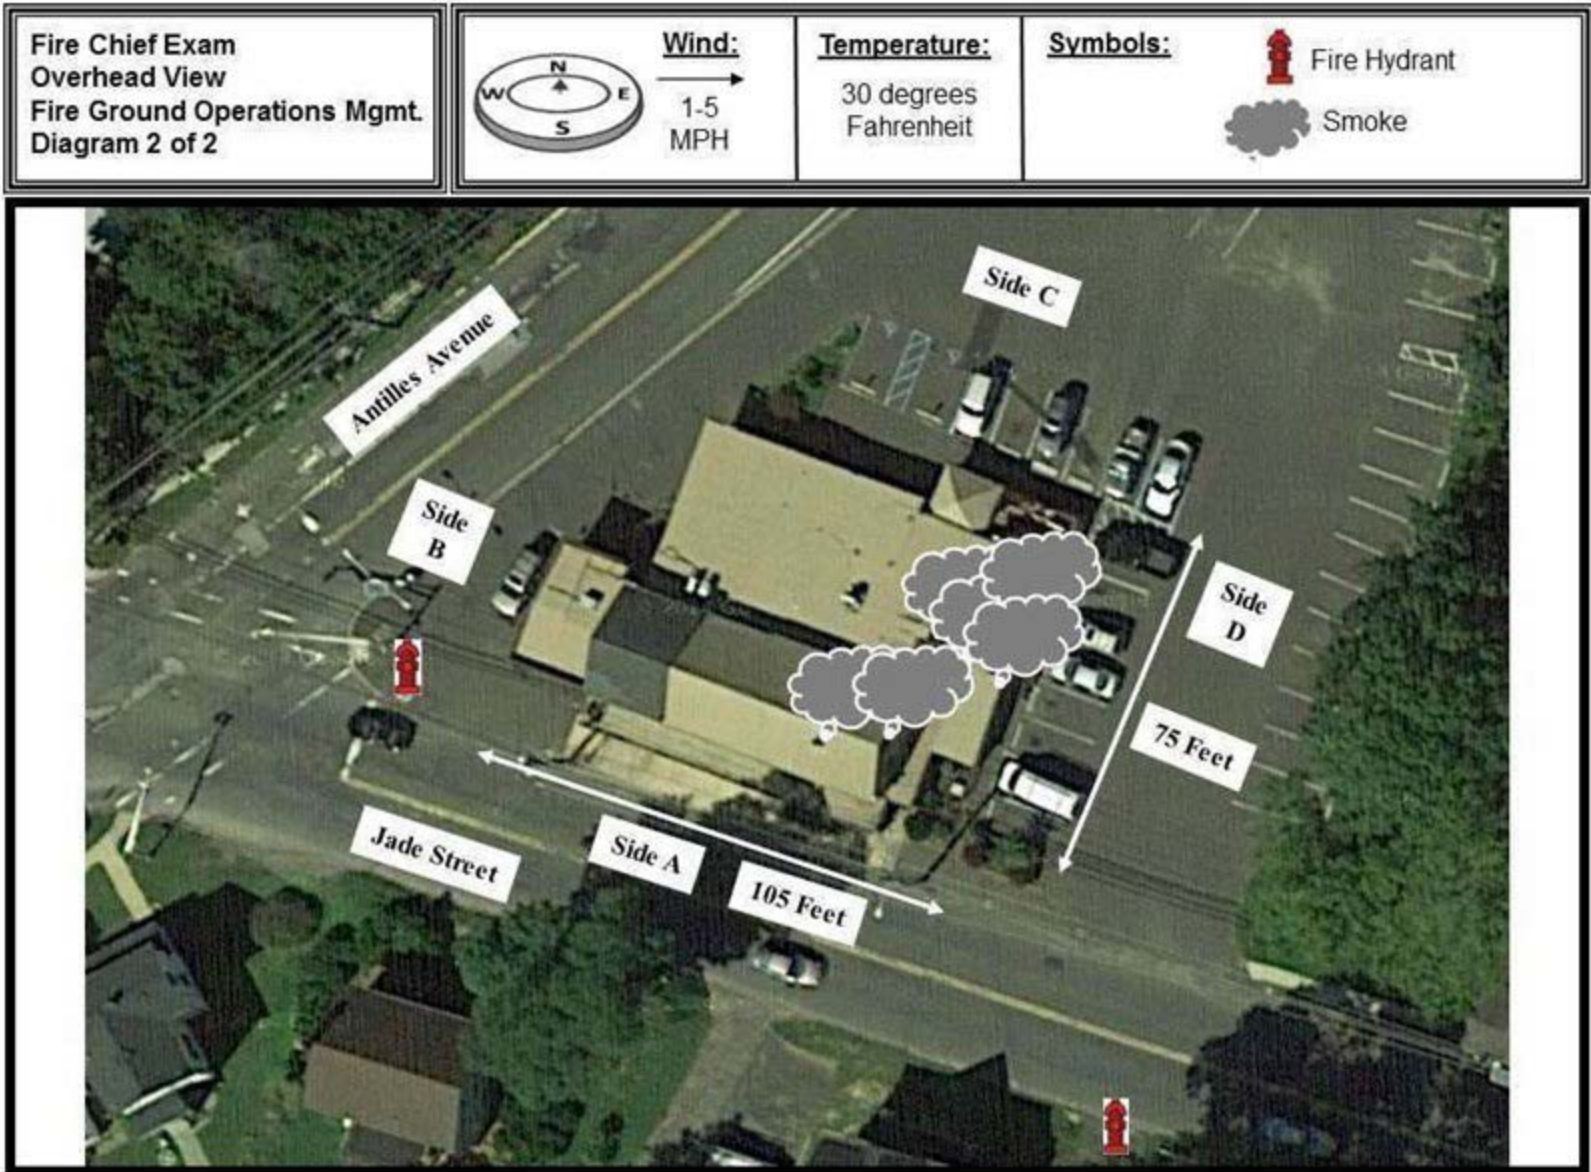 Fire Chief Exam
Overhead View
Fire Ground Operations Mgmt.
Diagram 2 of 2
N
W
E
S
Wind:
1-5
MPH
Temperature:
30 degrees
Fahrenheit
Symbols:
Fire Hydrant
Smoke
Side C
Antilles Avenue
Side
B
Side
D
75 Feet
Jade Street
Side A
105 Feet